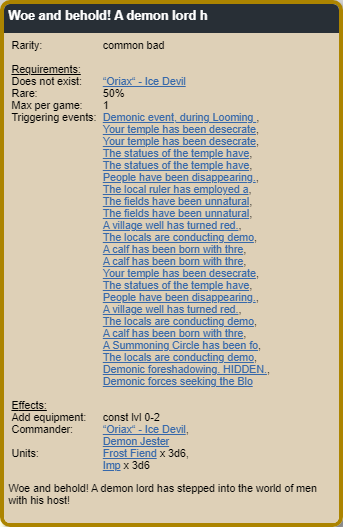 Woe and behold! A demon lord h
Rarity: common bad
Requirements:
Does not exist: “Oriax“ - Ice Devil
Rare: 50%
Max per game: 1
Triggering events: Demonic event, during Looming ,
Your temple has been desecrate,
Your temple has been desecrate,
The statues of the temple have,
The statues of the temple have,
People have been disappearing.,
The local ruler has employed a,
The fields have been unnatural,
The fields have been unnatural,
A village well has turned red.,
The locals are conducting demo,
A calf has been born with thre,
A calf has been born with thre,
Your temple has been desecrate,
The statues of the temple have,
People have been disappearing.,
A village well has turned red.,
The locals are conducting demo,
A calf has been born with thre,
A Summoning Circle has been fo,
The locals are conducting demo,
Demonic foreshadowing. HIDDEN.,
Demonic forces seeking the Blo
Effects:
Add equipment: const lvl 0-2
Commander: “Oriax“ - Ice Devil,
Demon Jester
Units: Frost Fiend x 3d6,
Imp x 3d6
Woe and behold! A demon lord has stepped into the world of men
with his host!